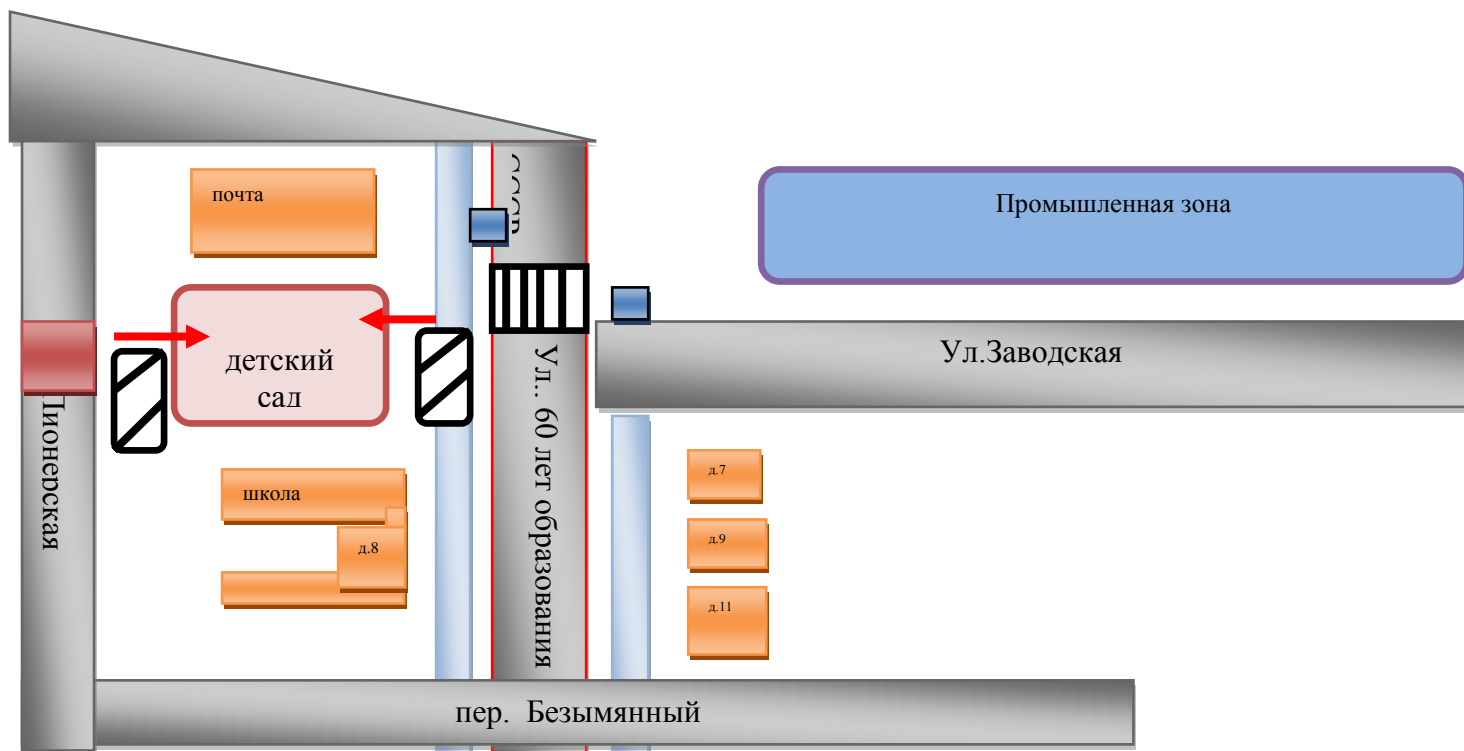 почта
Промышленная зона
детский
сад
Ул.Заводская
Пионерская
Ул.. 60 лет образования
школа
д.8
д.7
д.9
д.11
пер. Безымянный